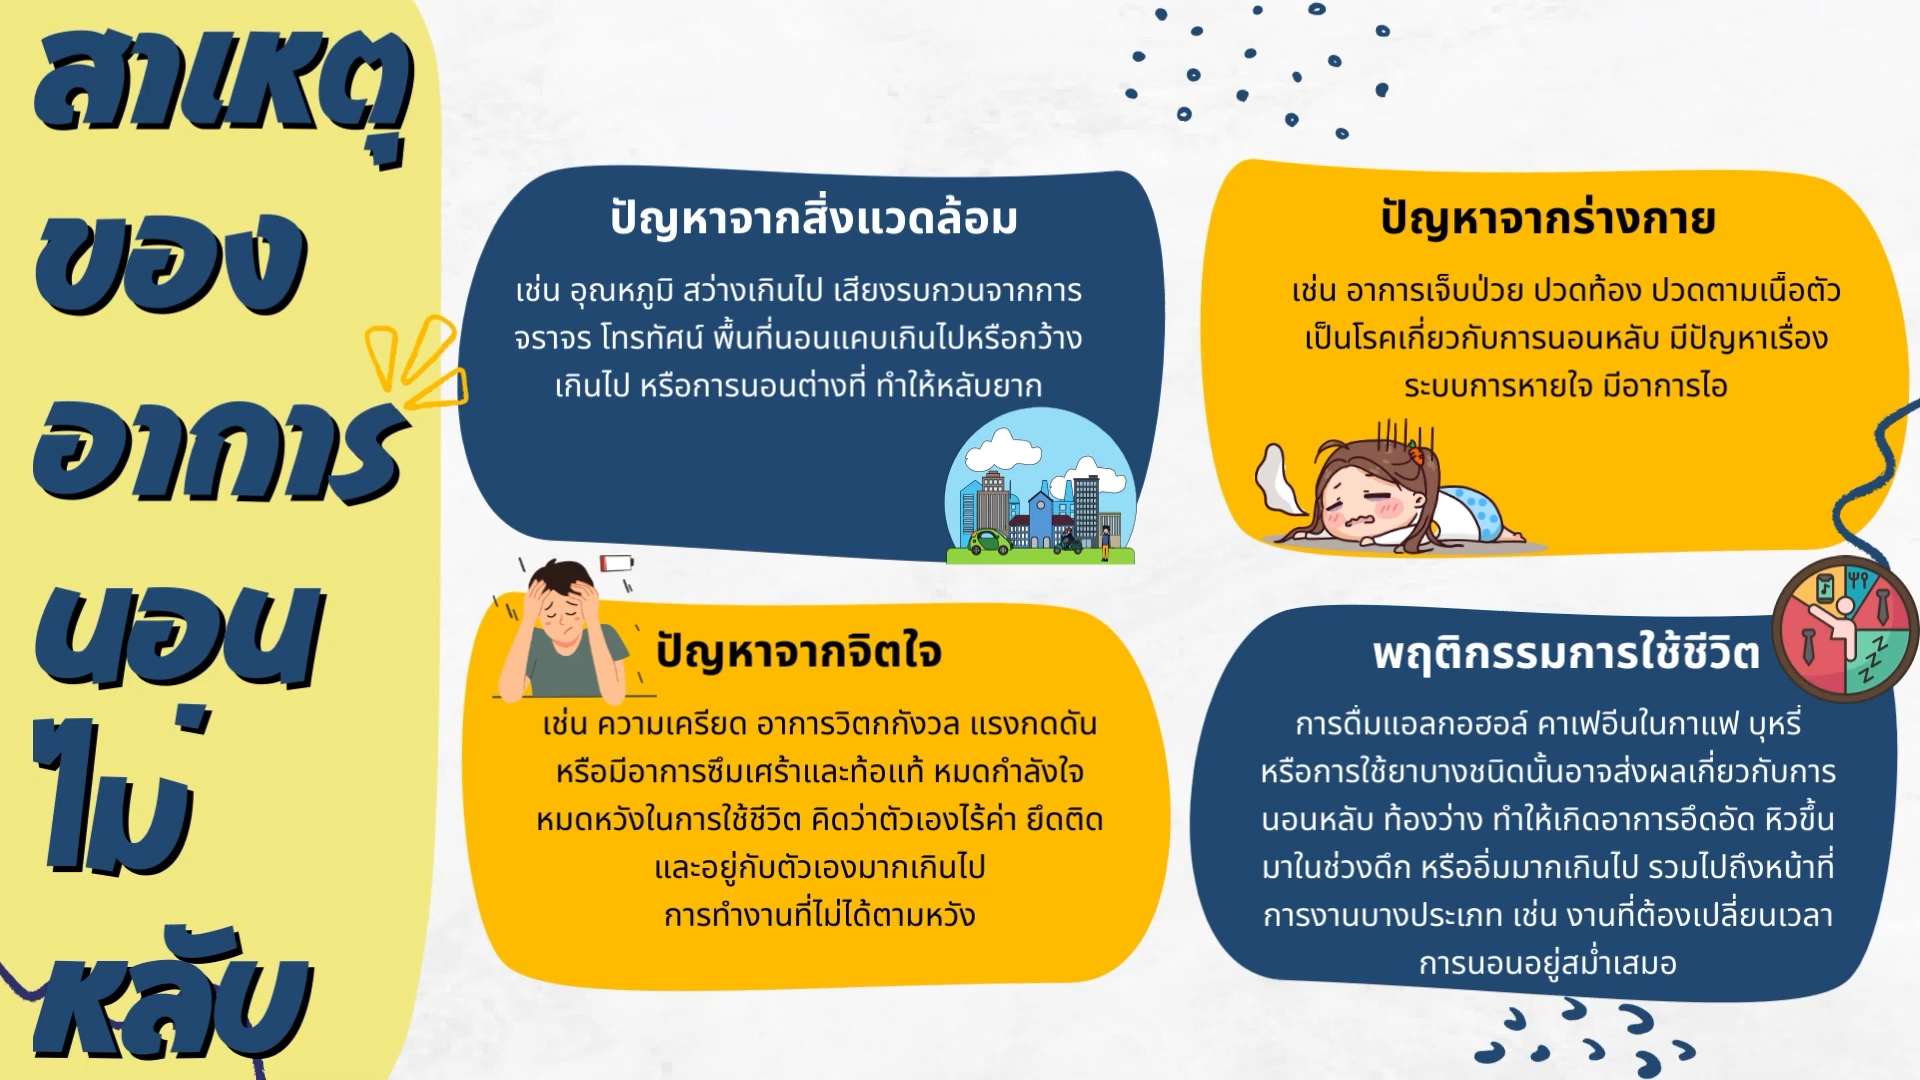 สาเหตุ
ของ
อาการ
นอน
ไม่
หลับ
ปัญหาจากสิ่งแวดล้อม
เช่น อุณหภูมิ สว่างเกินไป เสียงรบกวนจากการ
จราจร โทรทัศน์ พื้นที่นอนแคบเกินไปหรือกว้าง
เกินไป หรือการนอนต่างที่ ทำให้หลับยาก
ปัญหาจากร่างกาย
เช่น อาการเจ็บป่วย ปวดท้อง ปวดตามเนื้อตัว
เป็นโรคเกี่ยวกับการนอนหลับ มีปัญหาเรื่อง
ระบบการหายใจ มีอาการไอ
ปัญหาจากจิตใจ
เช่น ความเครียด อาการวิตกกังวล แรงกดดัน
หรือมีอาการซึมเศร้าและท้อแท้ หมดกำลังใจ
หมดหวังในการใช้ชีวิต คิดว่าตัวเองไร้ค่า ยึดติด
และอยู่กับตัวเองมากเกินไป
การทำงานที่ไม่ได้ตามหวัง
พฤติกรรมการใช้ชีวิต
การดื่มแอลกอฮอล์ คาเฟอีนในกาแฟ บุหรี่
หรือการใช้ยาบางชนิดนั้นอาจส่งผลเกี่ยวกับการ
นอนหลับ ท้องว่าง ทำให้เกิดอาการอึดอัด หิวขึ้น
มาในช่วงดึก หรืออิ่มมากเกินไป รวมไปถึงหน้าที่
การงานบางประเภท เช่น งานที่ต้องเปลี่ยนเวลา
การนอนอยู่สม่ำเสมอ
ZZZ